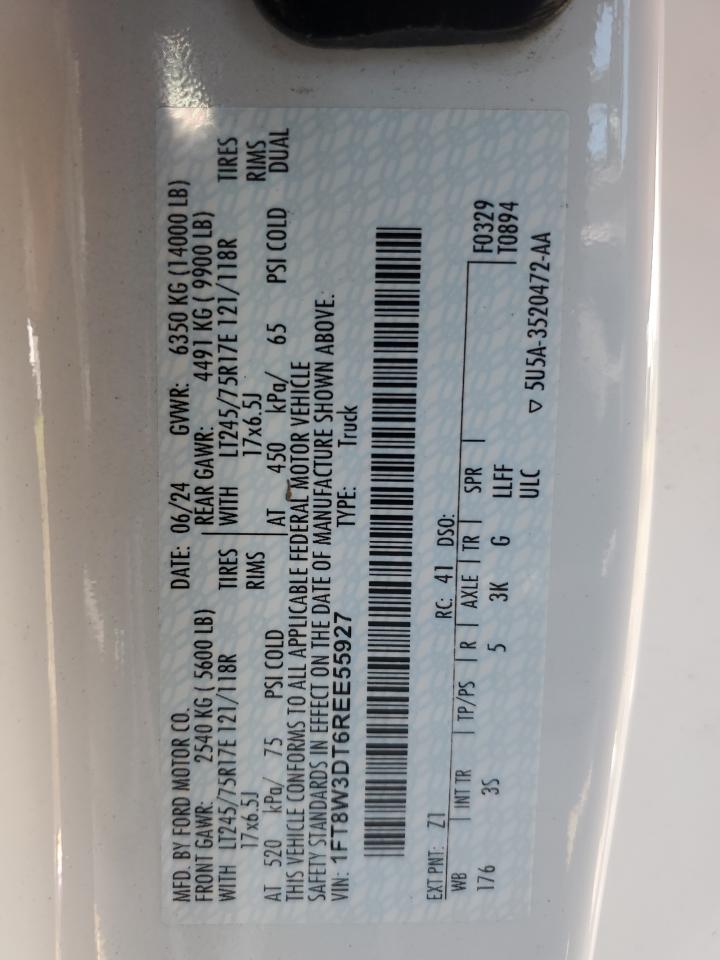 MFD. BY FORD MOTOR CO. DATE: 06/24 GVWR: 6350 KG (14000 LB)
FRONT GAWR: 2540 KG ( 5600 LB) REAR GAWR: 4491 KG ( 9900 LB)
WITH LT245/75R17E 121/118R TIRES WITH LT245/75R17E 121/118R TIRES
17x6.5J RIMS 17x6.5J RIMS
AT 520 kPa/ 75 PSI COLD AT 450 kPa/ 65 PSI COLD DUAL
THIS VEHICLE CONFORMS TO ALL APPLICABLE FEDERAL MOTOR VEHICLE
SAFETY STANDARDS IN EFFECT ON THE DATE OF MANUFACTURE SHOWN ABOVE.
VIN: 1FT8W3DT6REE55927 TYPE: Truck
EXT PNT: Z1 RC: 41 DSO:
WB INT TR TP/PS R AXLE TR SPR F0329
176 3S 5 3K G LLFF T0894
ULC
5U5A-3520472-AA